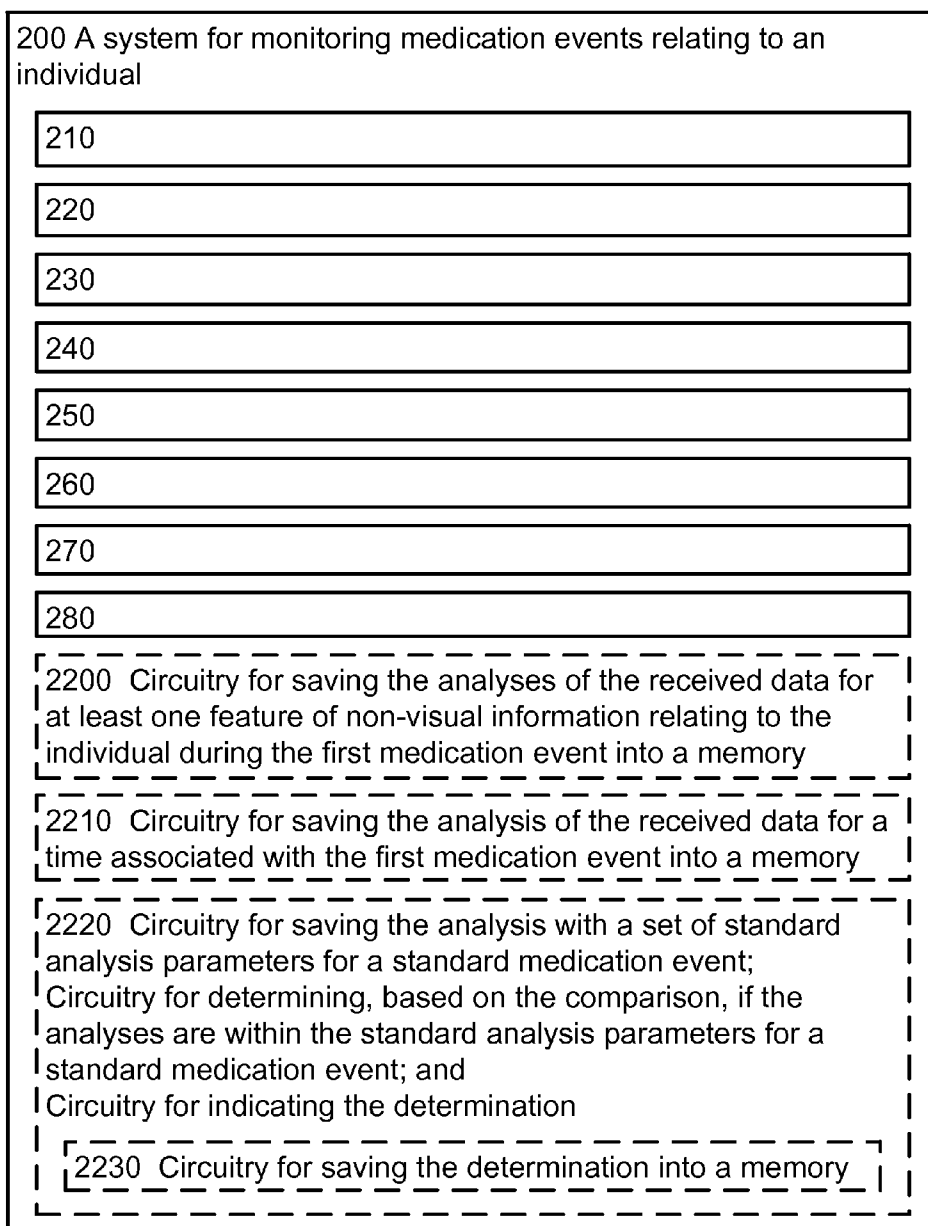 200 A system for monitoring medication events relating to an
individual
210
220
230
240
250
260
270
280
2200 Circuitry for saving the analyses of the received data for
at least one feature of non-visual information relating to the
individual during the first medication event into a memory
2210 Circuitry for saving the analysis of the received data for a
time associated with the first medication event into a memory
2220 Circuitry for saving the analysis with a set of standard
analysis parameters for a standard medication event;
Circuitry for determining, based on the comparison, if the
analyses are within the standard analysis parameters for a
standard medication event; and
Circuitry for indicating the determination
2230 Circuitry for saving the determination into a memory